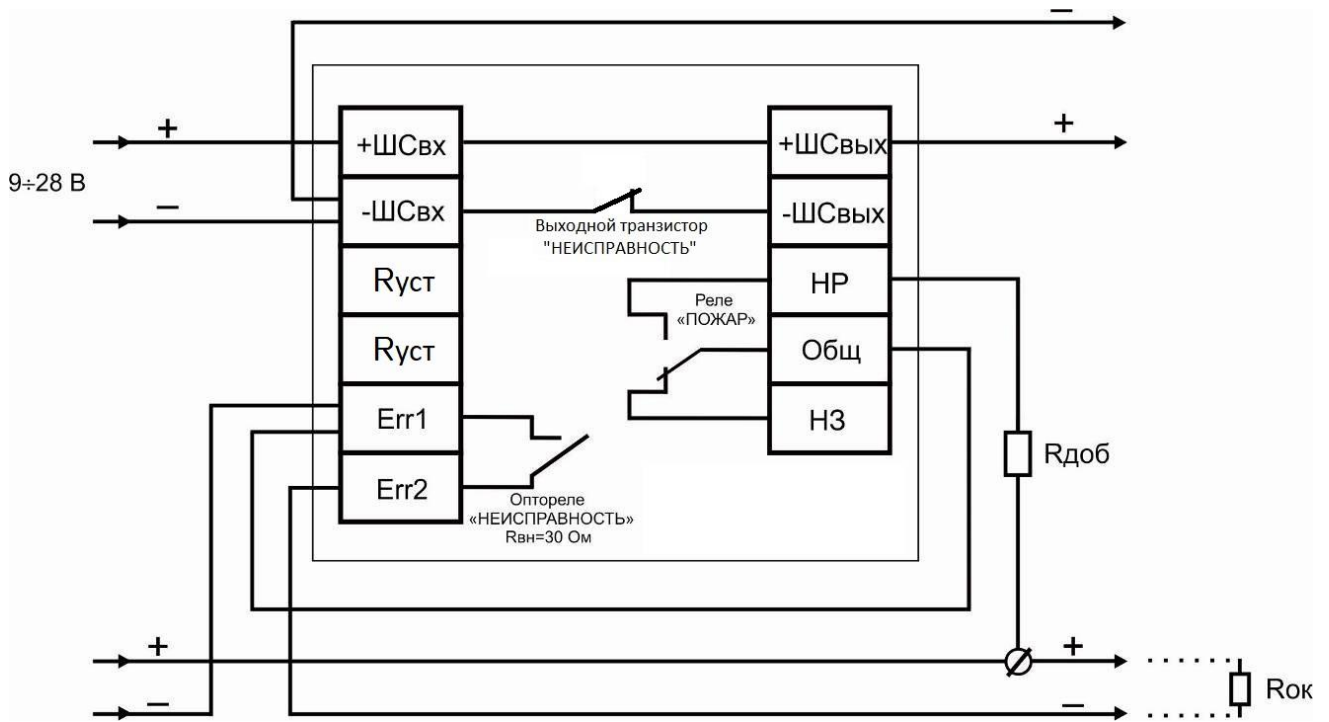 –
+
+
9÷28 В
–
+ШСвх
-ШСвх
Rуст
Rуст
Err1
Err2
Выходной транзистор
"НЕИСПРАВНОСТЬ"
Реле
«ПОЖАР»
Оптореле
«НЕИСПРАВНОСТЬ»
Rвн=30 Ом
+ШСвых
-ШСвых
НР
Общ
НЗ
Rдоб
+
+
–
–
Rок